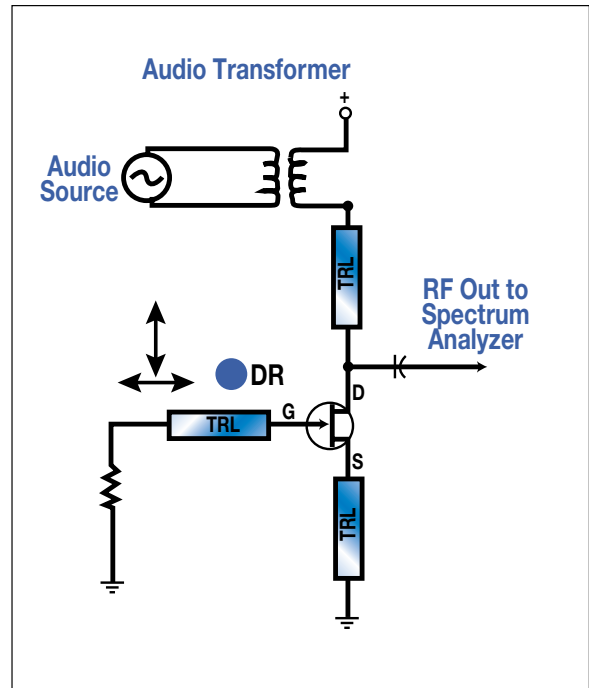 Audio Transformer
+
Audio
Source
TRL
RF Out to
Spectrum
Analyzer
DR
D
G
TRL
S
TRL